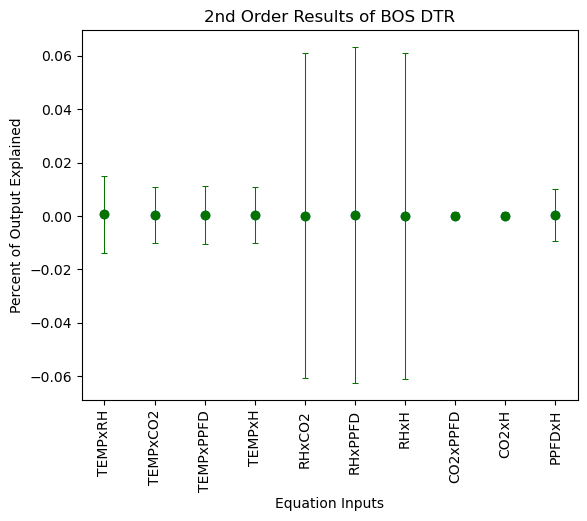 2nd Order Results of BOS DTR
Percent of Output Explained
0.06
0.04
0.02
0.00
−0.02
−0.04
−0.06
TEMPxRH
TEMPxCO2
TEMPxPPFD
TEMPxH
RHxCO2
RHxPPFD
RHxH
CO2xPPFD
CO2xH
PPFDxH
Equation Inputs